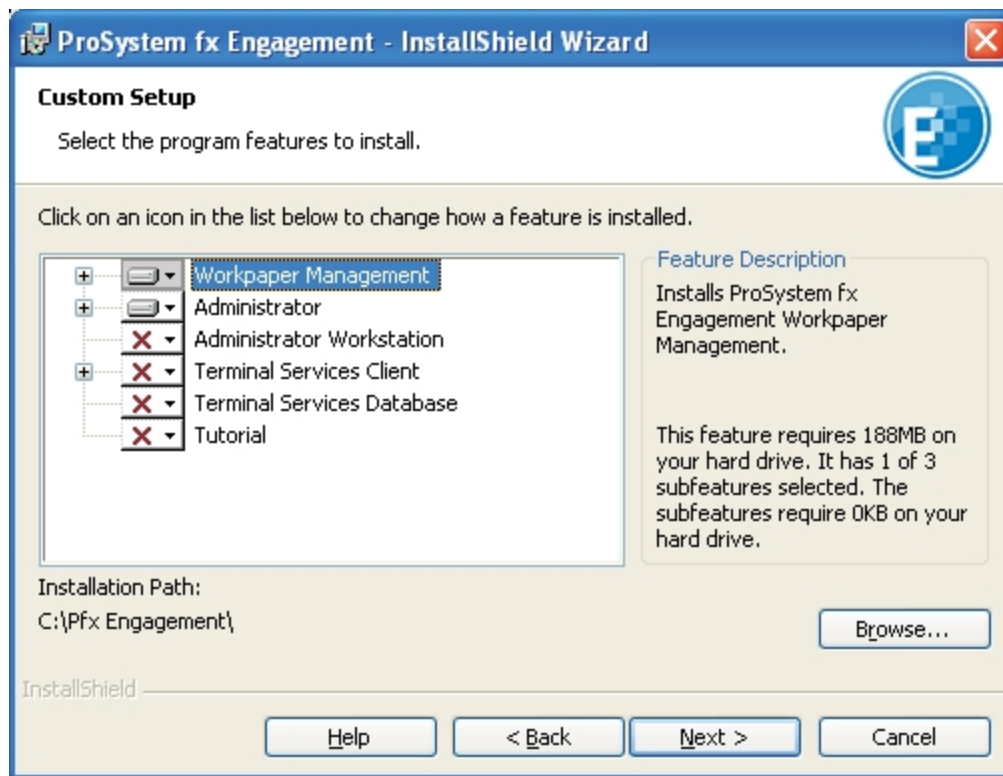 ProSystem fx Engagement - InstallShield Wizard
Custom Setup
Select the program features to install.
E
Click on an icon in the list below to change how a feature is installed.
Workpaper Management
Administrator
Administrator Workstation
Terminal Services Client
Terminal Services Database
Tutorial
Feature Description
Installs ProSystem fx
Engagement Workpaper
Management.
This feature requires 188MB on
your hard drive. It has 1 of 3
subfeatures selected. The
subfeatures require 0KB on your
hard drive.
Installation Path:
C:\Pfx Engagement\
Browse...
InstallShield
Help
< Back
Next >
Cancel